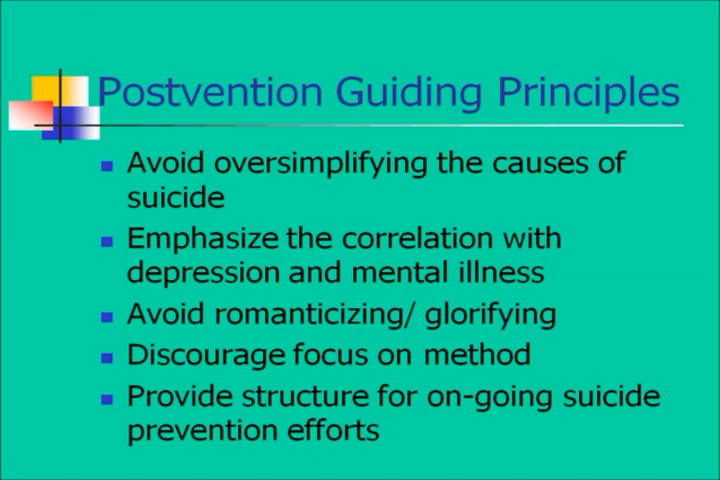 Postvention Guiding Principles
Avoid oversimplifying the causes of
suicide
Emphasize the correlation with
depression and mental illness
Avoid romanticizing/ glorifying
Discourage focus on method
Provide structure for on-going suicide
prevention efforts